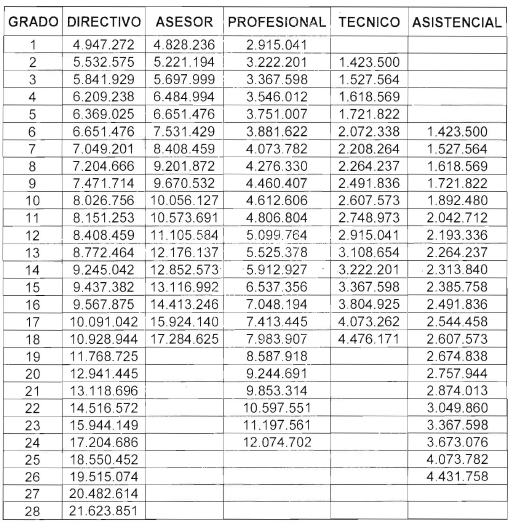 GRADO DIRECTIVO ASESOR PROFESIONAL TECNICO ASISTENCIAL
1 4.947.272 4.828.236 2.915.041
2 5.532.575 5.221.194 3.222.201 1.423.500
3 5.841.929 5.697.999 3.367.598 1.527.564
4 6.209.238 6.484.994 3.546.012 1.618.569
5 6.369.025 6.651.476 3.751.007 1.721.822
6 6.651.476 7.531.429 3.881.622 2.072.338 1.423.500
7 7.049.201 8.408.459 4.073.782 2.208.264 1.527.564
8 7.204.666 9.201.872 4.276.330 2.264.237 1.618.569
9 7.471.714 9.670.532 4.460.407 2.491.836 1.721.822
10 8.026.756 10.056.127 4.612.606 2.607.573 1.892.480
11 8.151.253 10.573.691 4.806.804 2.748.973 2.042.712
12 8.408.459 11.105.584 5.099.764 2.915.041 2.193.336
13 8.772.464 12.176.137 5.525.378 3.108.654 2.264.237
14 9.245.042 12.852.573 5.912.927 3.222.201 2.313.840
15 9.437.382 13.116.992 6.537.356 3.367.598 2.385.758
16 9.567.875 14.413.246 7.048.194 3.804.925 2.491.836
17 10.091.042 15.924.140 7.413.445 4.073.262 2.544.458
18 10.928.944 17.284.625 7.983.907 4.476.171 2.607.573
19 11.768.725 8.587.918 2.674.838
20 12.941.445 9.244.691 2.757.944
21 13.118.696 9.853.314 2.874.013
22 14.516.572 10.597.551 3.049.860
23 15.944.149 11.197.561 3.367.598
24 17.204.686 12.074.702 3.673.076
25 18.550.452 4.073.782
26 19.515.074 4.431.758
27 20.482.614
28 21.623.851